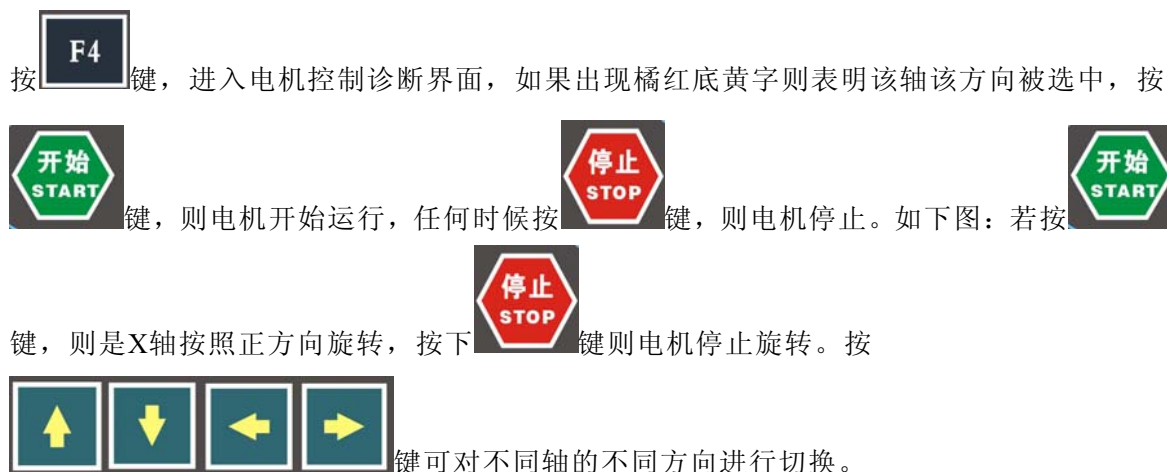 按 F4 键，进入电机控制诊断界面，如果出现橘红底黄字则表明该轴该方向被选中，按
开始 START 键，则电机开始运行，任何时候按 停止 STOP 键，则电机停止。如下图：若按 开始 START
键，则是X轴按照正方向旋转，按下 停止 STOP 键则电机停止旋转。按
键可对不同轴的不同方向进行切换。